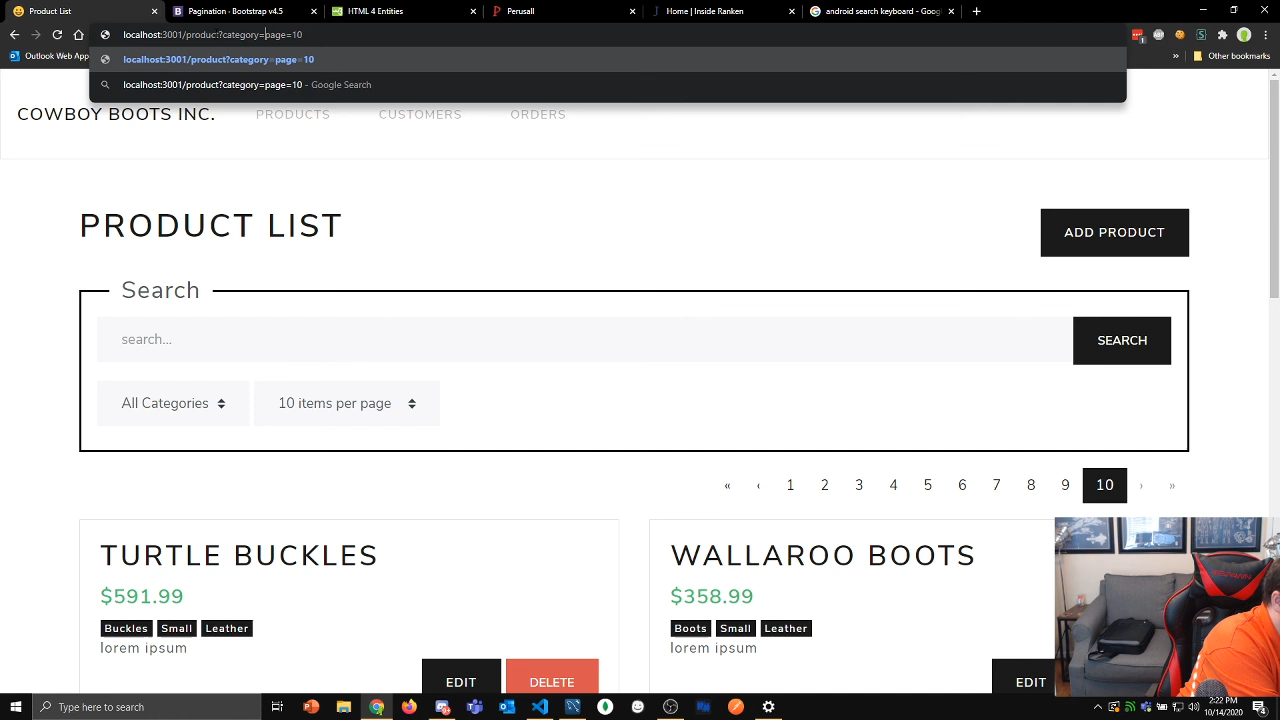 Product List
Pagination · Bootstrap v4.5
HTML 4 Entities
Perusall
Home | Inside Ranken
android search keyboard - Goog
localhost:3001/product?category=page=10
Outlook Web App
Other bookmarks
localhost:3001/product?category=page=10
localhost:3001/product?category=page=10 - Google Search
COWBOY BOOTS INC.
PRODUCTS
CUSTOMERS
ORDERS
PRODUCT LIST
ADD PRODUCT
Search
search...
SEARCH
All Categories
10 items per page
« ‹ 1 2 3 4 5 6 7 8 9 10 › »
TURTLE BUCKLES
$591.99
Buckles Small Leather
lorem ipsum
EDIT
DELETE
WALLAROO BOOTS
$358.99
Boots Small Leather
lorem ipsum
EDIT
Type here to search
2:22 PM
10/14/2020